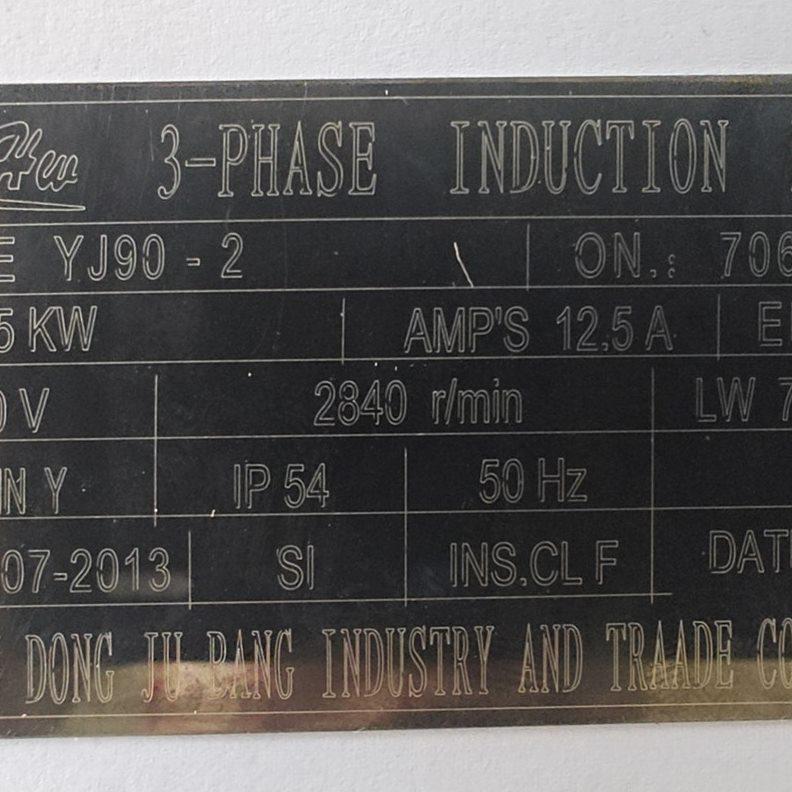 3-PHASE INDUCTION
E YJ90-2 ON.: 706
5 KW AMP'S 12.5 A
0 V 2840 r/min LW 7
N Y IP 54 50 Hz
07-2013 SI INS.CL F DAT
DONG JU BANG INDUSTRY AND TRAADE CO